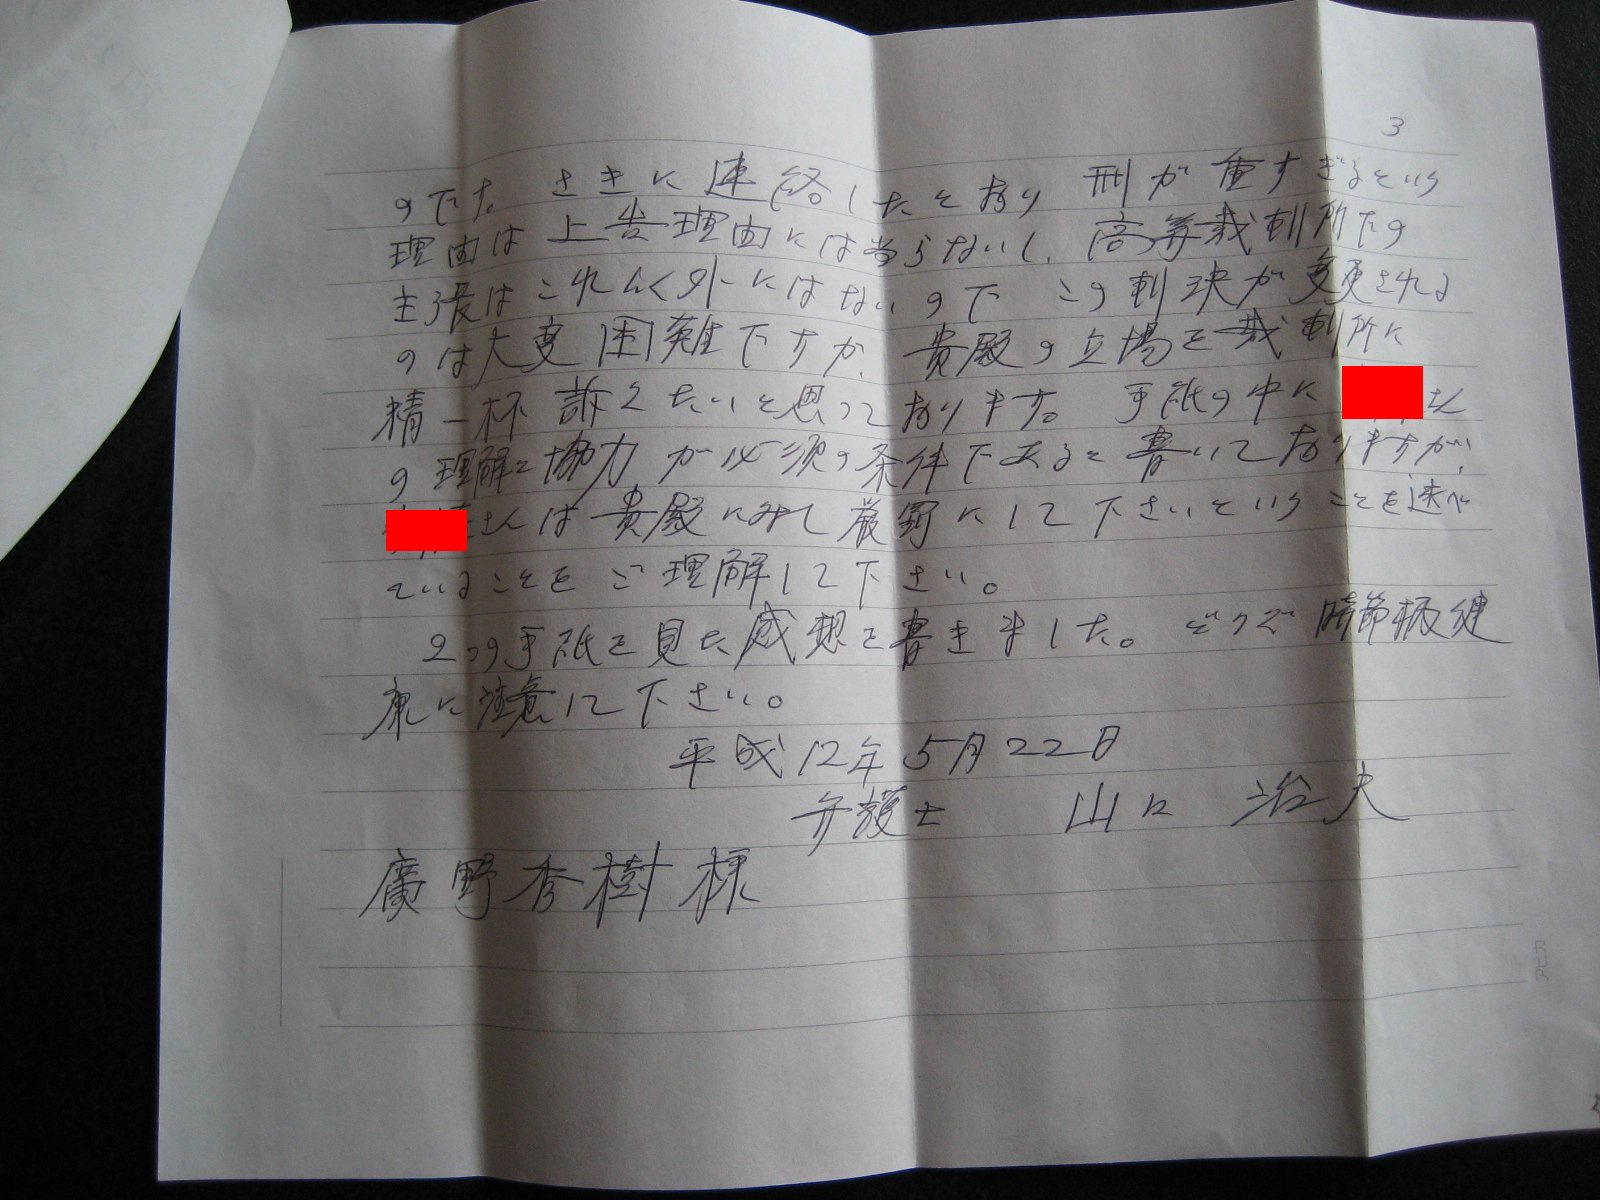 3
のです。さきに連絡したとおり 刑が重すぎるという
理由は上告理由には当らないし、高等裁判所での
主張はこれ以外にはないので この判決が変更される
のは大変困難ですが、貴殿の立場を裁判所に
精一杯訴えたいと思っております。手紙の中に さん
の理解と協力が必須の条件であると書いておりますが、
さんは貴殿に対して厳罰にして下さいということを述べ
ていることをご理解して下さい。
2つの手紙を見た感想を書きました。どうぞ時節柄健
康に注意して下さい。
平成12年5月22日
弁護士 山口 治夫
廣野秀樹様